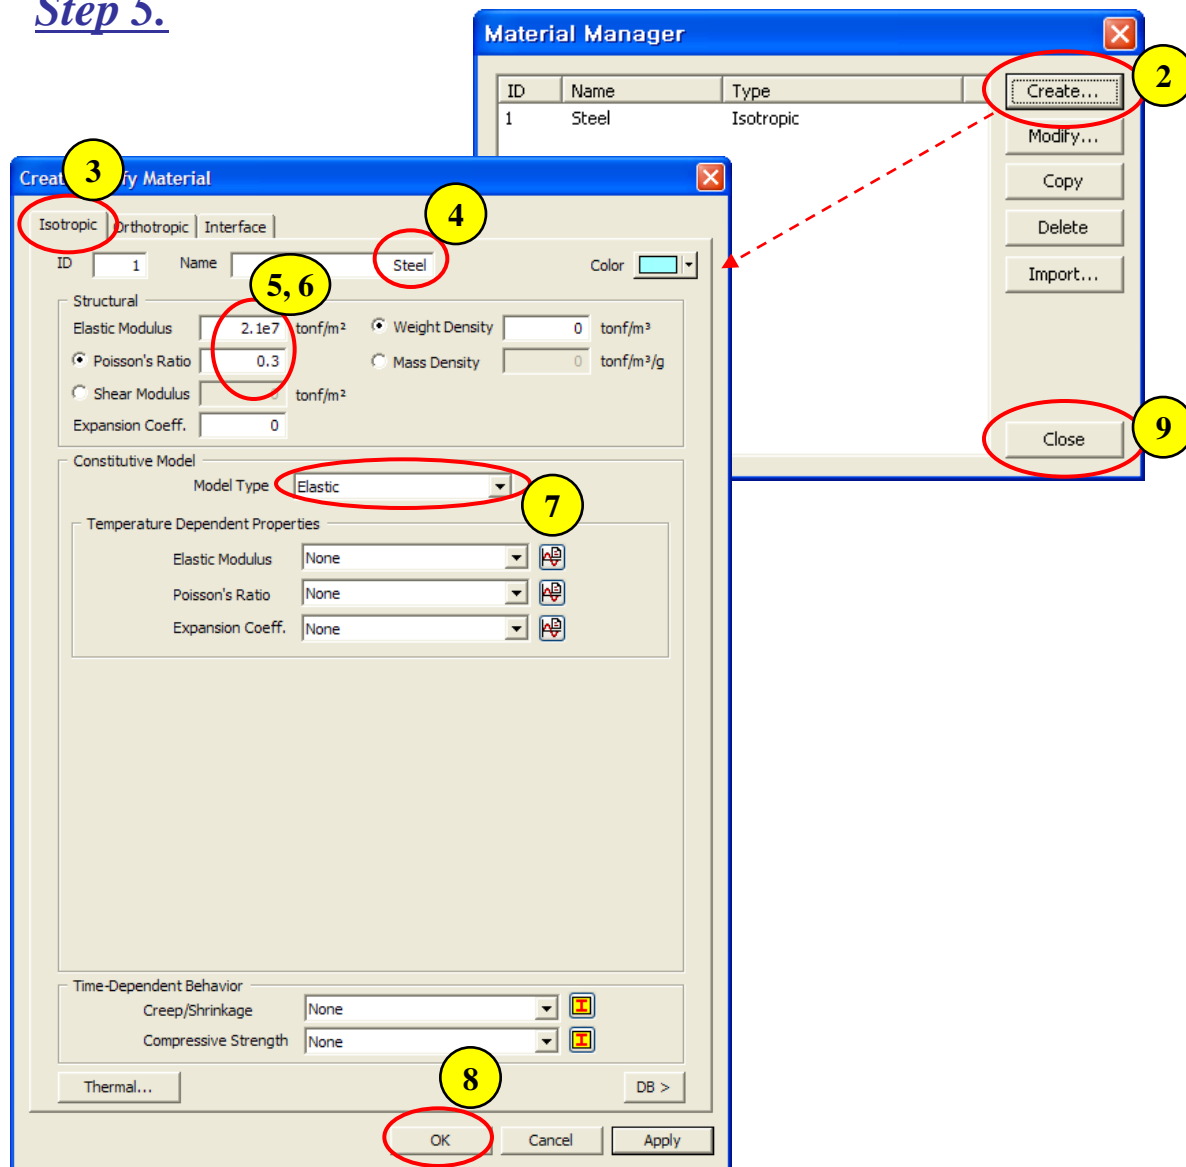 Step 5.
Material Manager
2
ID Name Type Create...
1 Steel Isotropic
Modify...
Copy
Delete
Import...
Close 9
3
Material
Isotropic Orthotropic Interface
4
ID 1 Name Steel Color
5, 6
Structural
Elastic Modulus 2.1e7 tonf/m² Weight Density 0 tonf/m³
Poisson's Ratio 0.3 Mass Density 0 tonf/m³/g
Shear Modulus tonf/m²
Expansion Coeff. 0
Constitutive Model
Model Type Elastic
7
Temperature Dependent Properties
Elastic Modulus None
Poisson's Ratio None
Expansion Coeff. None
Time-Dependent Behavior
Creep/Shrinkage None
Compressive Strength None
Thermal... 8 DB >
OK Cancel Apply